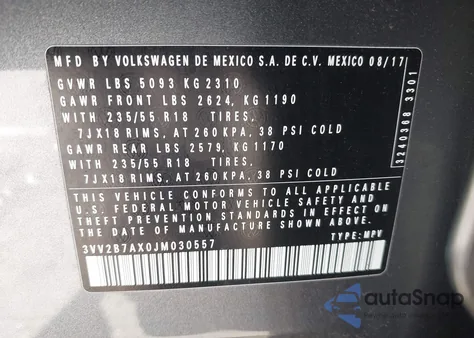 MFD BY VOLKSWAGEN DE MEXICO S.A. DE C.V. MEXICO 08/17
GVWR LBS 5093 KG 2310
GAWR FRONT LBS 2624, KG 1190
WITH 235/55 R18 TIRES.
7JX18 RIMS, AT 260 KPA, 38 PSI COLD
GAWR REAR LBS 2579, KG 1170
WITH 235/55 R18 TIRES.
7JX18 RIMS, AT 260 KPA, 38 PSI COLD
THIS VEHICLE CONFORMS TO ALL APPLICABLE
U.S. FEDERAL MOTOR VEHICLE SAFETY AND
THEFT PREVENTION STANDARDS IN EFFECT ON
THE DATE OF MANUFACTURE SHOWN ABOVE.
3VV2B7AX0JM030557 TYPE: MPV
3240388 3301
autoSnap